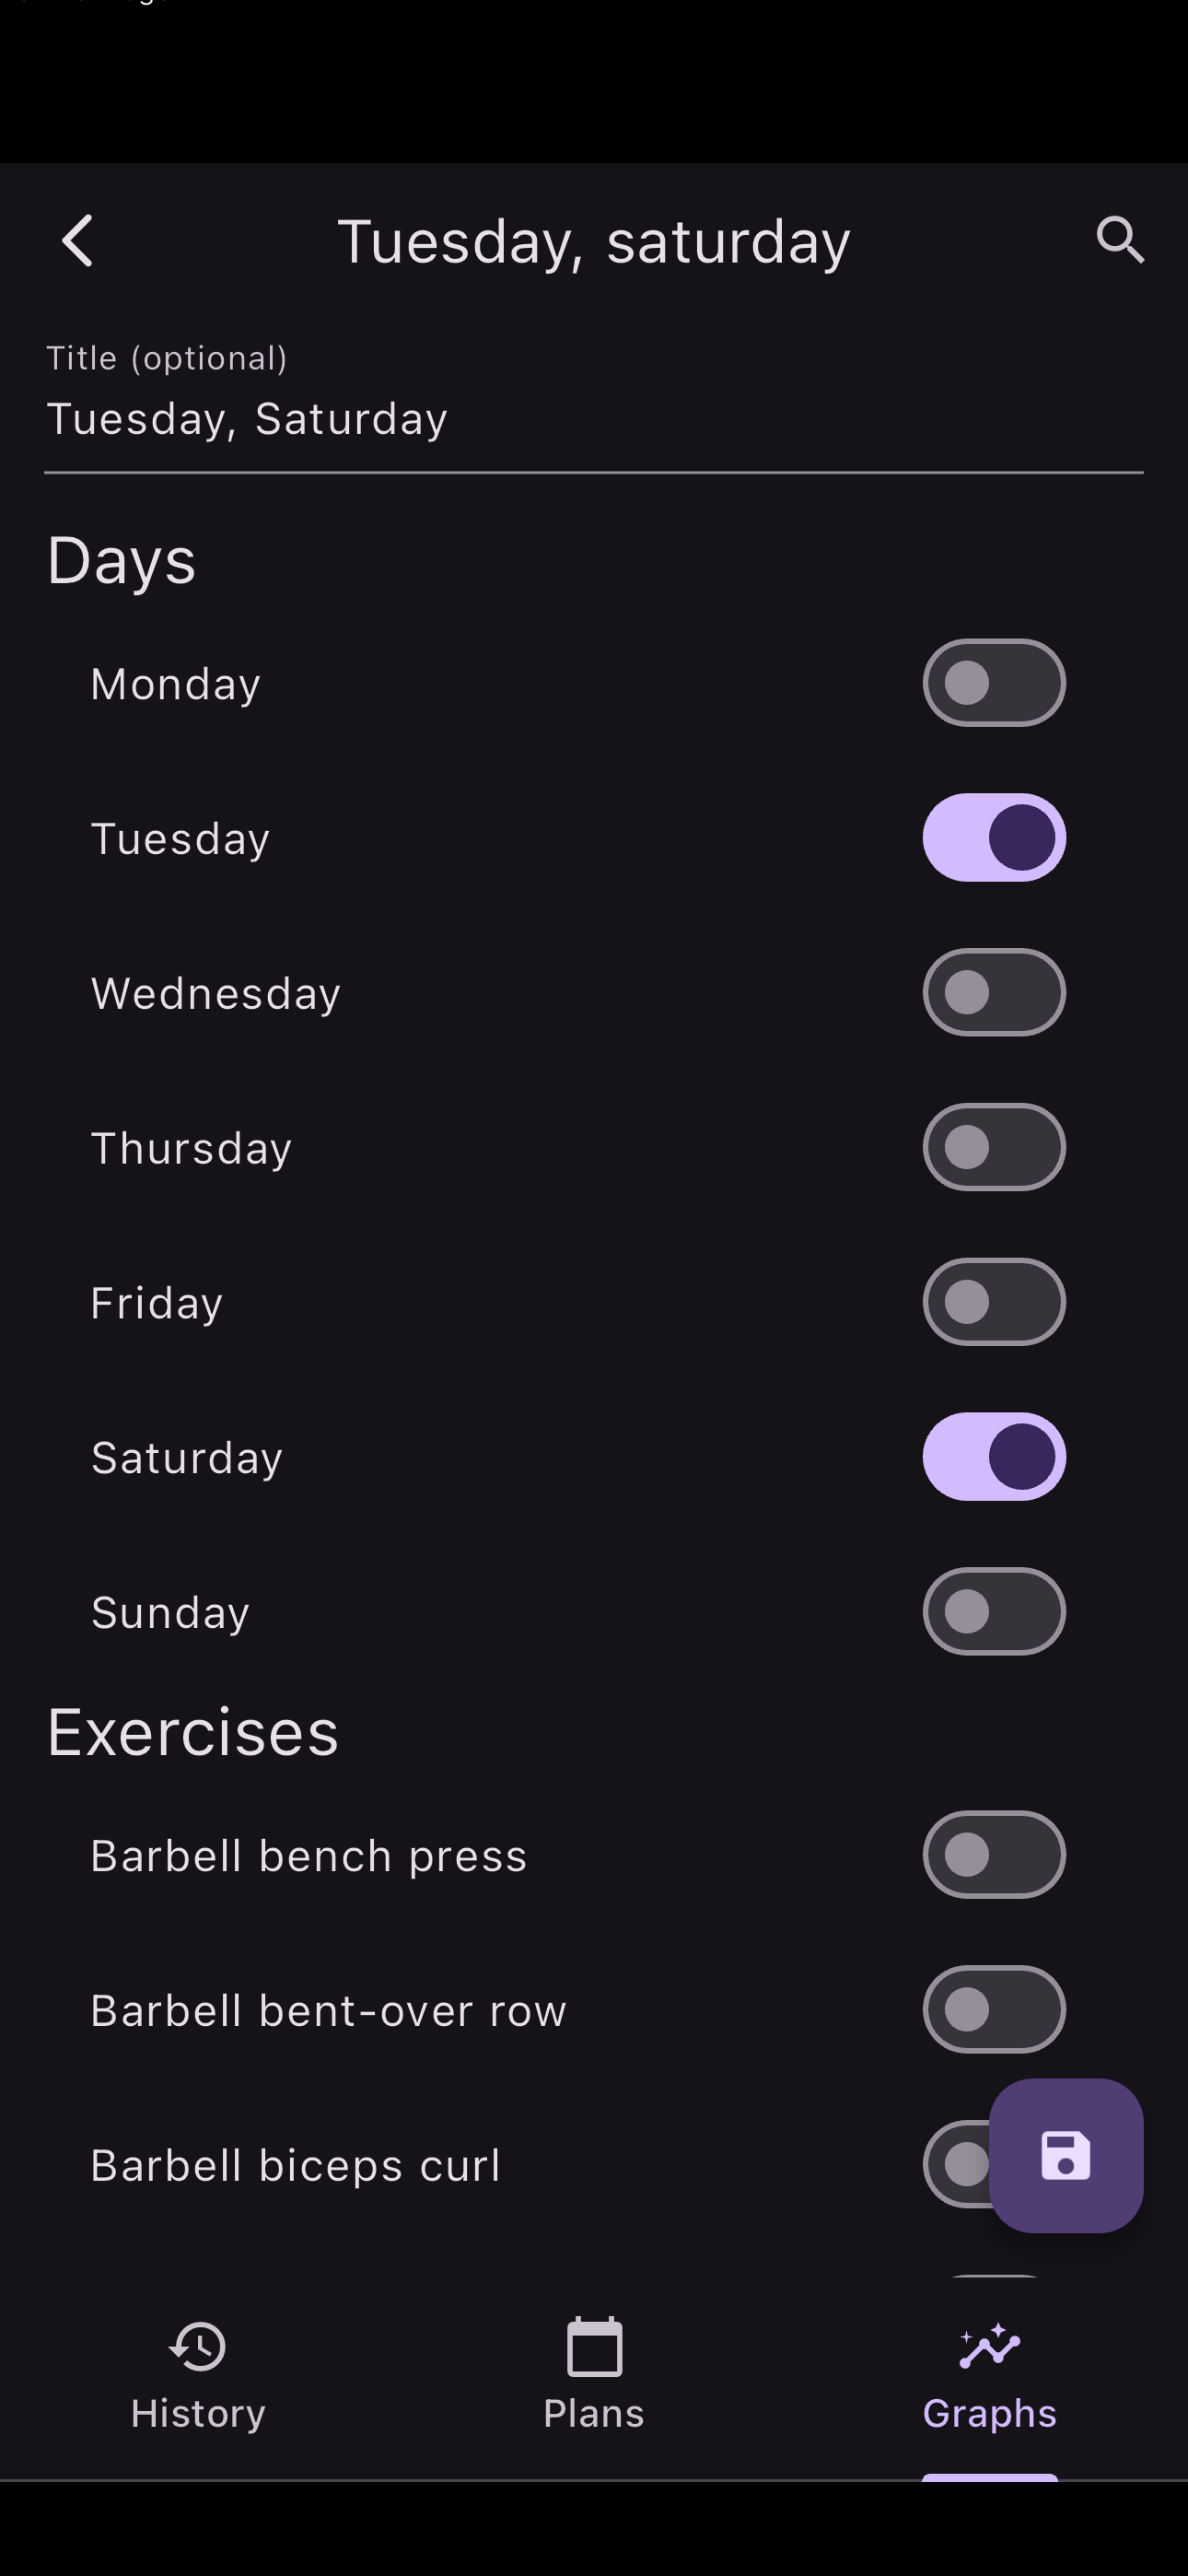 Tuesday, saturday
Title (optional)
Tuesday, Saturday
Days
Monday
Tuesday
Wednesday
Thursday
Friday
Saturday
Sunday
Exercises
Barbell bench press
Barbell bent-over row
Barbell biceps curl
History
Plans
Graphs